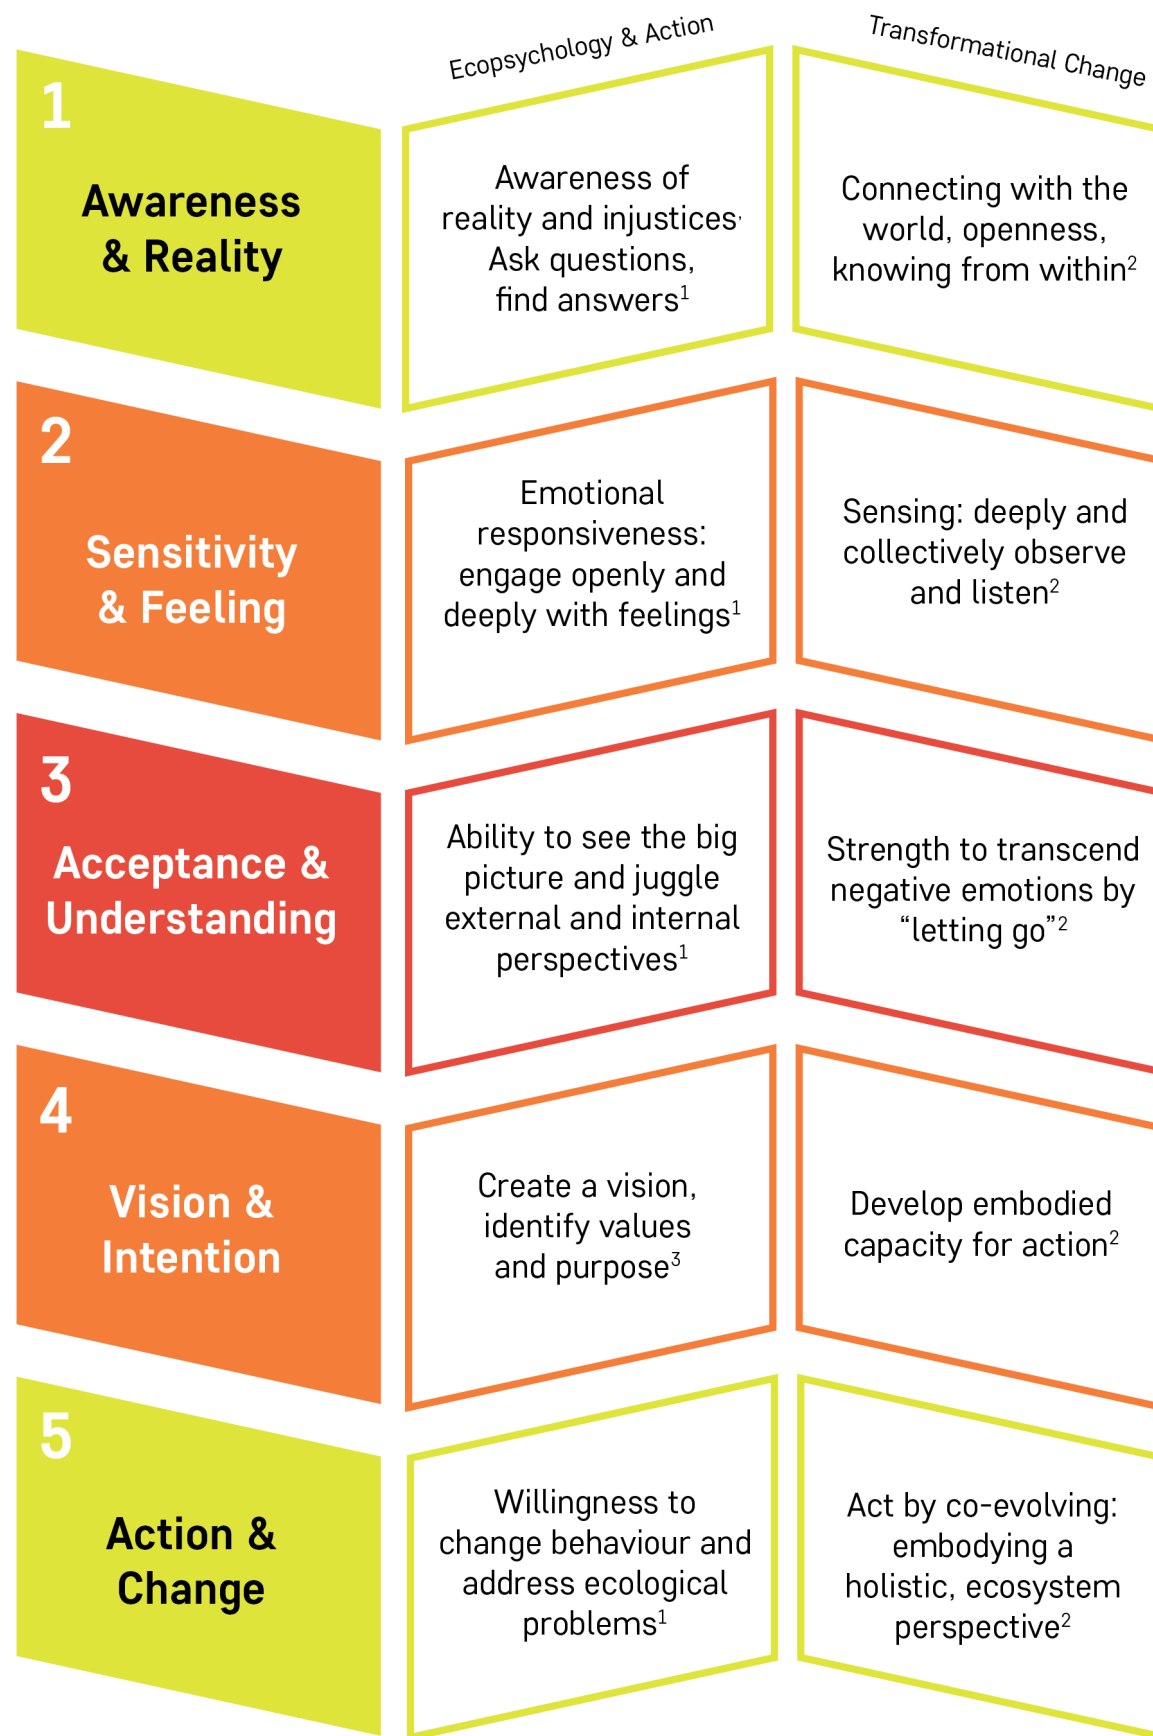 Ecopsychology & Action
Transformational Change
1
Awareness
& Reality
Awareness of
reality and injustices,
Ask questions,
find answers¹
Connecting with the
world, openness,
knowing from within²
2
Sensitivity
& Feeling
Emotional
responsiveness:
engage openly and
deeply with feelings¹
Sensing: deeply and
collectively observe
and listen²
3
Acceptance &
Understanding
Ability to see the big
picture and juggle
external and internal
perspectives¹
Strength to transcend
negative emotions by
“letting go”²
4
Vision &
Intention
Create a vision,
identify values
and purpose³
Develop embodied
capacity for action²
5
Action &
Change
Willingness to
change behaviour and
address ecological
problems¹
Act by co-evolving:
embodying a
holistic, ecosystem
perspective²